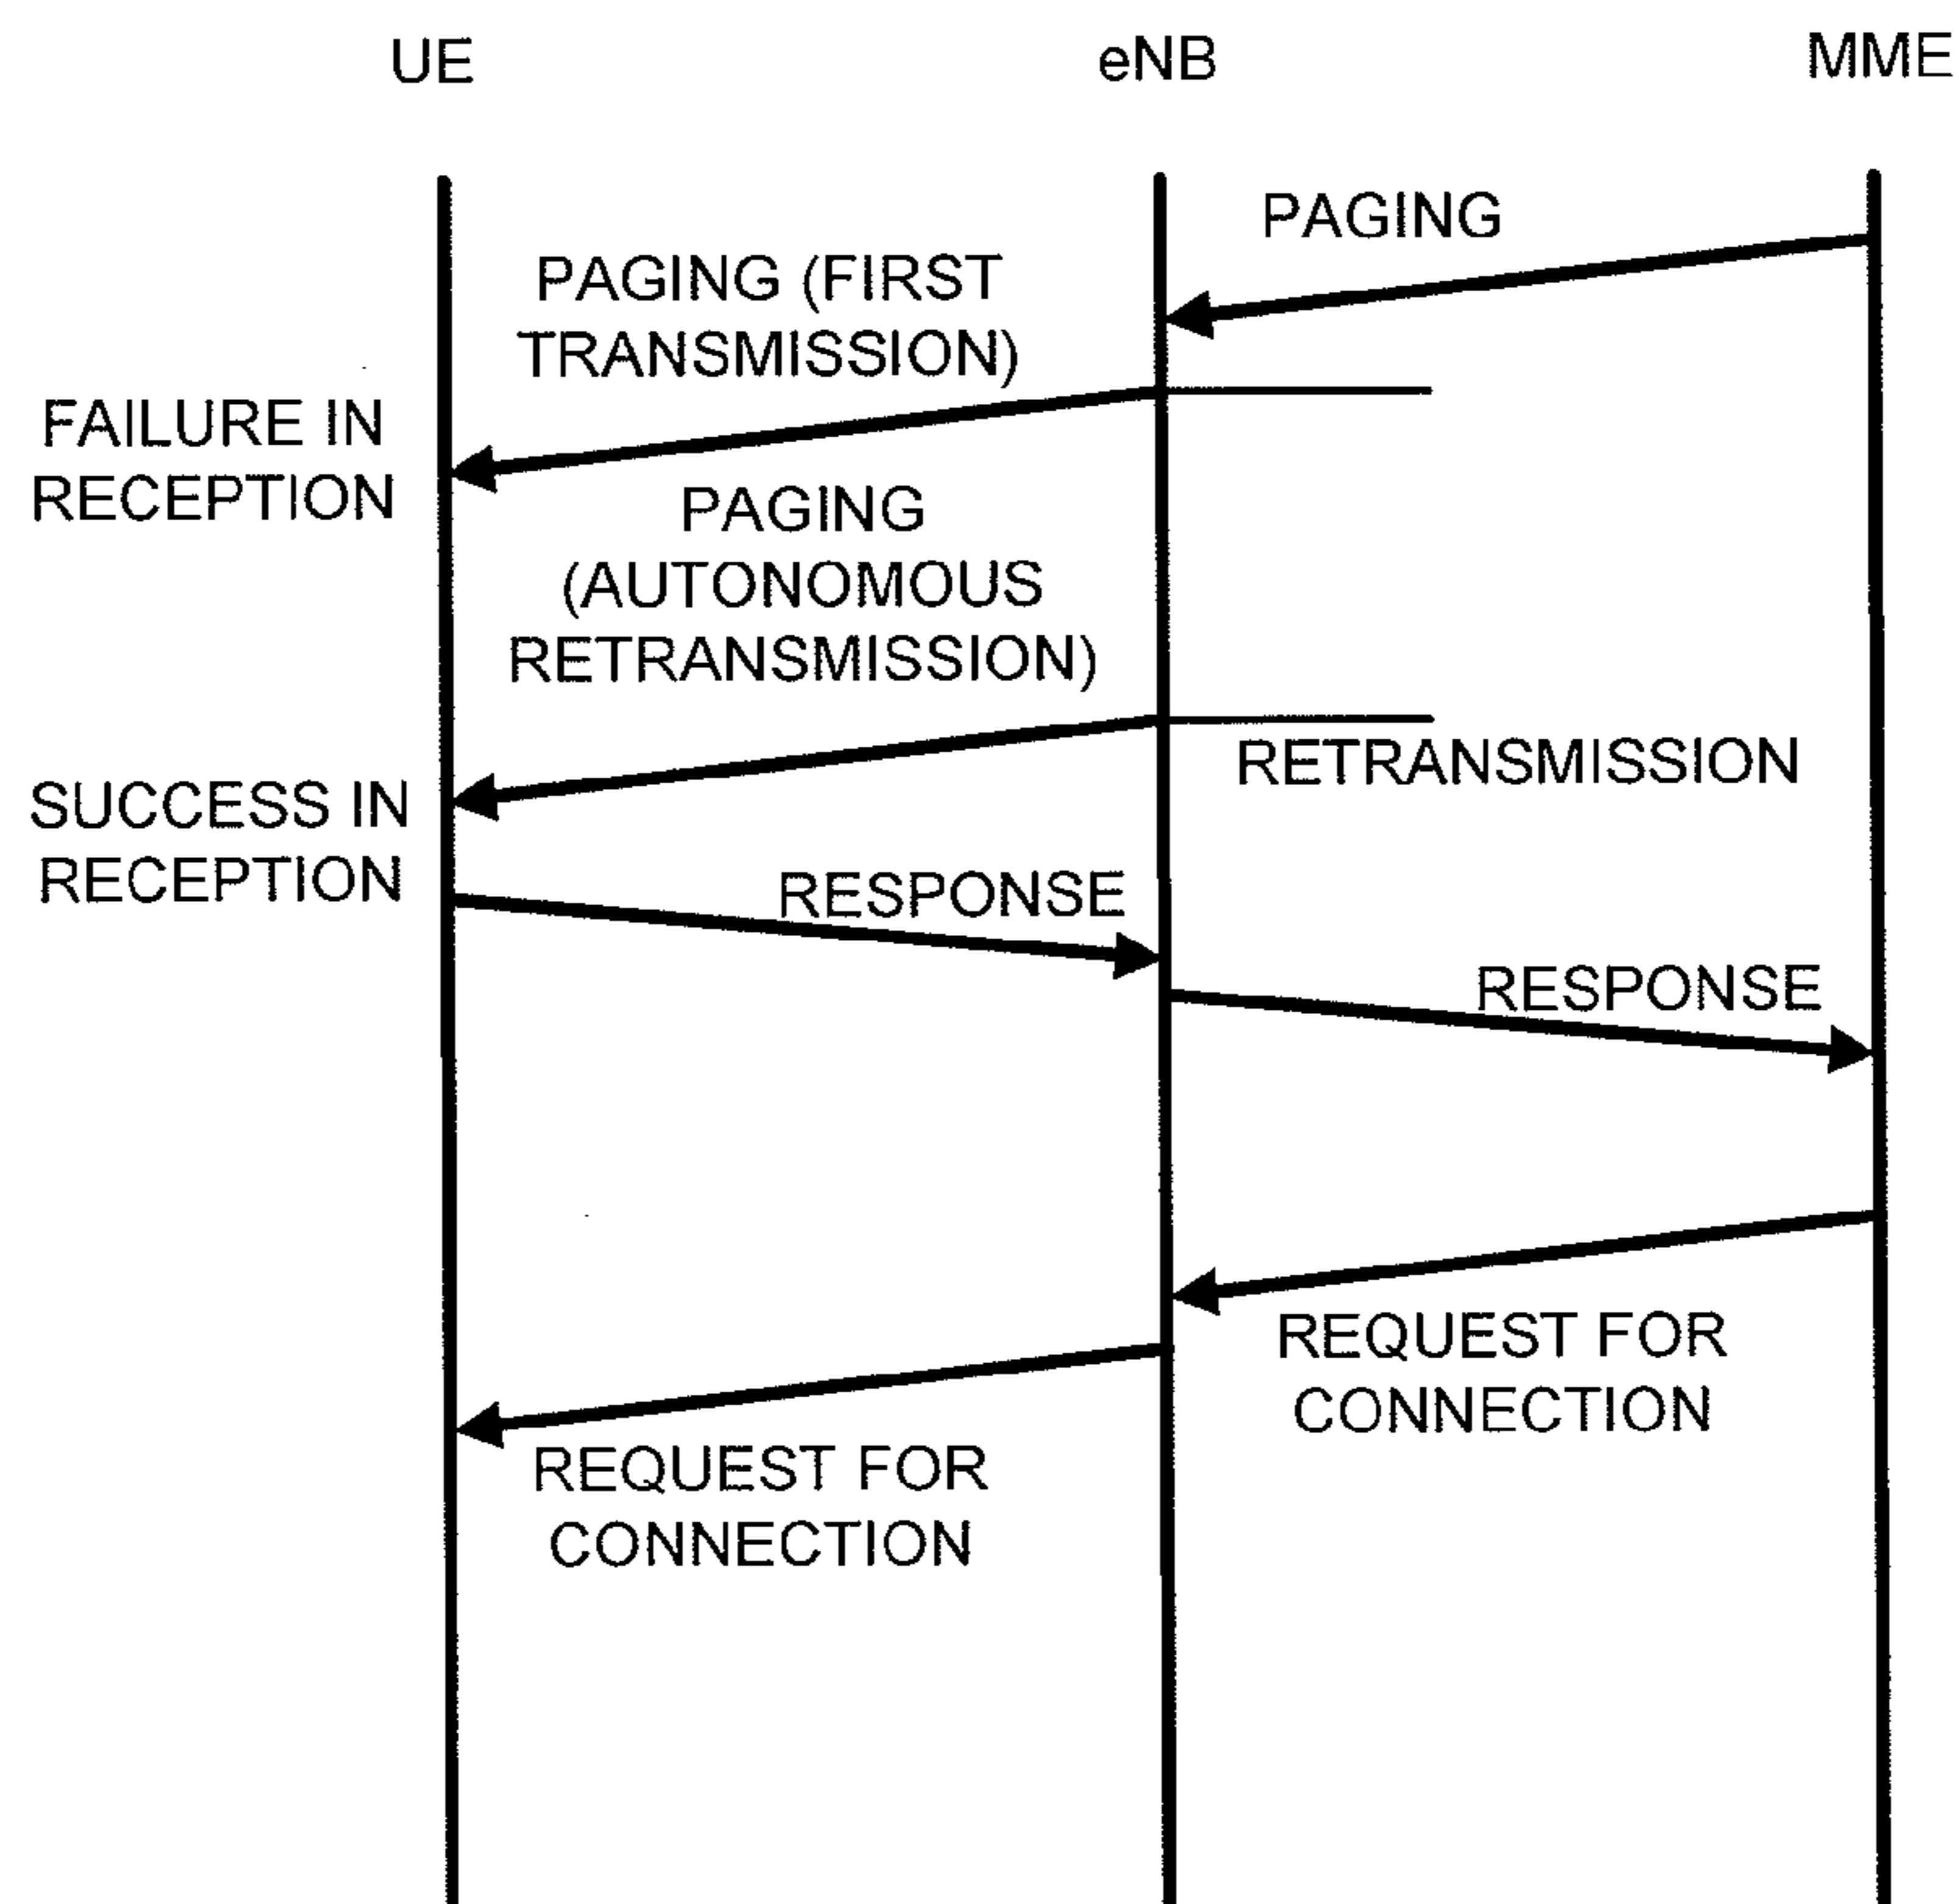 UE
eNB
MME
PAGING
PAGING (FIRST
TRANSMISSION)
FAILURE IN
RECEPTION
PAGING
(AUTONOMOUS
RETRANSMISSION)
RETRANSMISSION
SUCCESS IN
RECEPTION
RESPONSE
RESPONSE
REQUEST FOR
CONNECTION
REQUEST FOR
CONNECTION